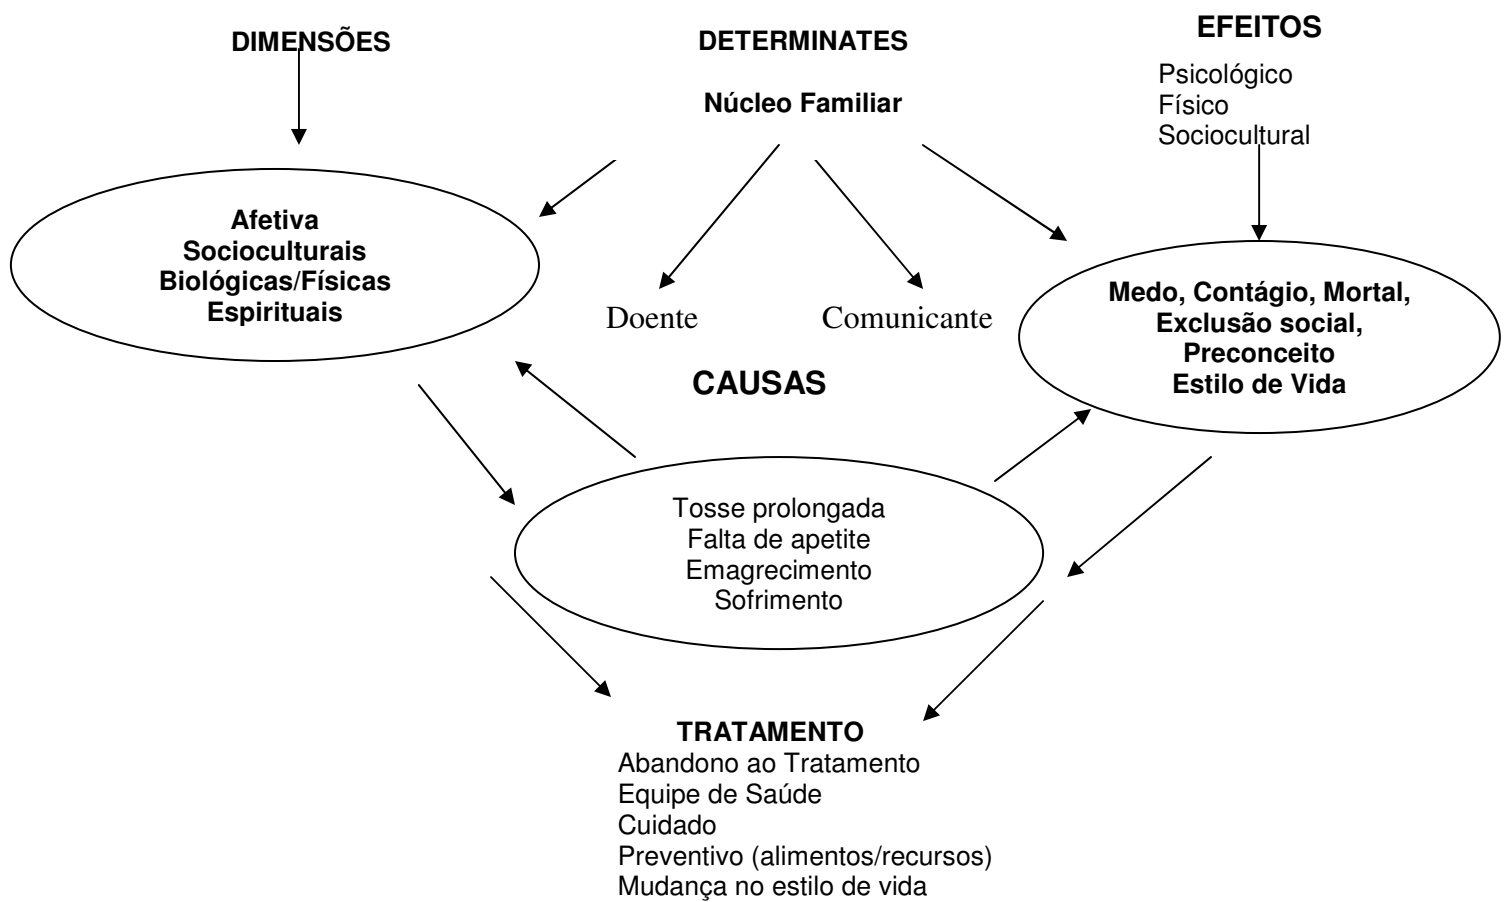 DIMENSÕES
Afetiva
Socioculturais
Biológicas/Físicas
Espirituais
DETERMINATES
Núcleo Familiar
Doente
Comunicante
EFEITOS
Psicológico
Físico
Sociocultural
Medo, Contágio, Mortal,
Exclusão social,
Preconceito
Estilo de Vida
CAUSAS
Tosse prolongada
Falta de apetite
Emagrecimento
Sofrimento
TRATAMENTO
Abandono ao Tratamento
Equipe de Saúde
Cuidado
Preventivo (alimentos/recursos)
Mudança no estilo de vida